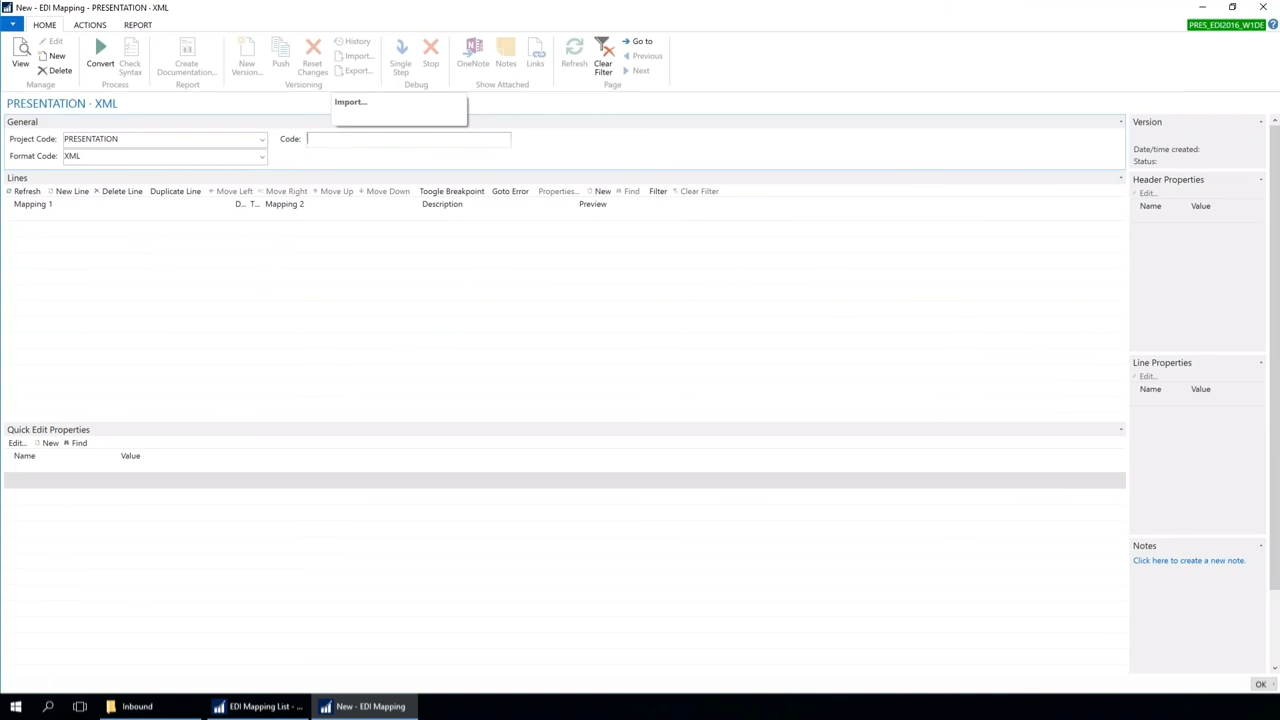 New - EDI Mapping - PRESENTATION · XML
HOME ACTIONS REPORT PRES_EDI2016_W1DE
View Edit New Delete Convert Check Syntax Create Documentation... New Version... Push Reset Changes History Import... Export... Single Step Stop OneNote Notes Links Refresh Clear Filter Go to Previous Next
Manage Process Report Versioning Debug Show Attached Page
PRESENTATION · XML
Import...
General
Project Code: PRESENTATION Code:
Format Code: XML
Lines
Refresh New Line Delete Line Duplicate Line Move Left Move Right Move Up Move Down Toggle Breakpoint Goto Error Properties... New Find Filter Clear Filter
Mapping 1 D... T... Mapping 2 Description Preview
Quick Edit Properties
Edit... New Find
Name Value
Version
Date/time created:
Status:
Header Properties
Edit...
Name Value
Line Properties
Edit...
Name Value
Notes
Click here to create a new note.
OK
Inbound EDI Mapping List - ... New - EDI Mapping